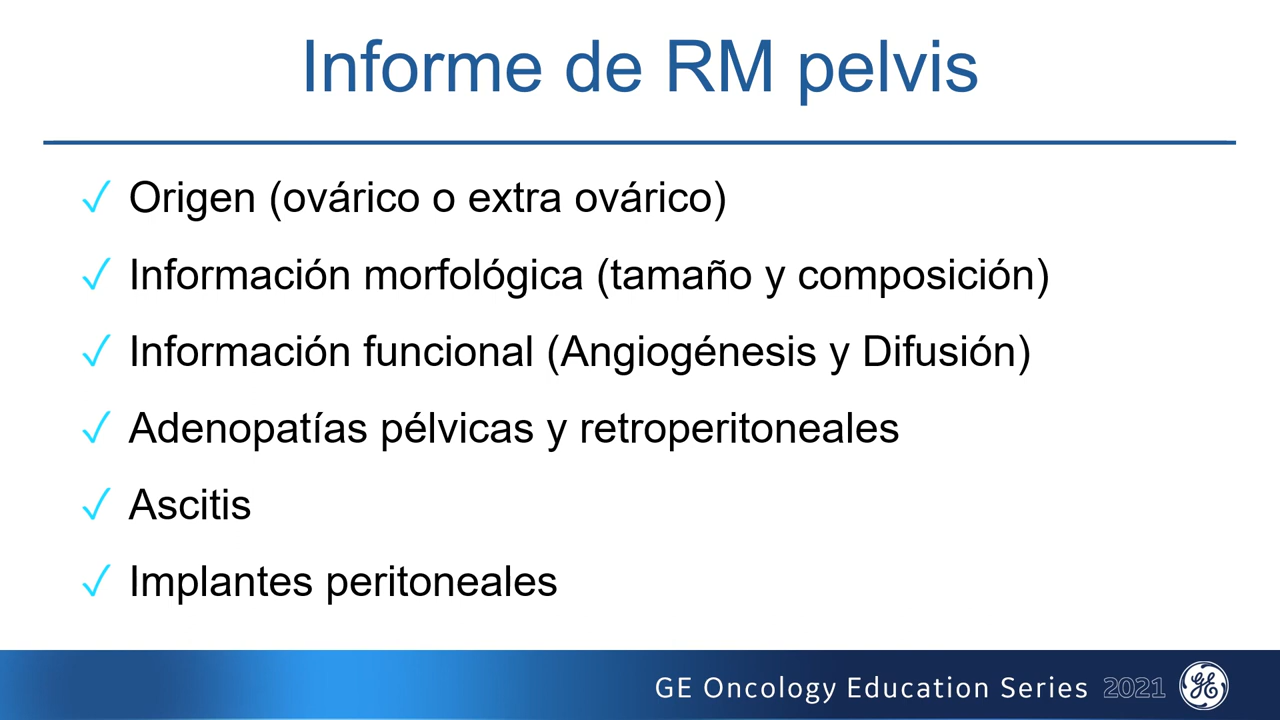 Informe de RM pelvis
✓ Origen (ovárico o extra ovárico)
✓ Información morfológica (tamaño y composición)
✓ Información funcional (Angiogénesis y Difusión)
✓ Adenopatías pélvicas y retroperitoneales
✓ Ascitis
✓ Implantes peritoneales
GE Oncology Education Series 2021 GE